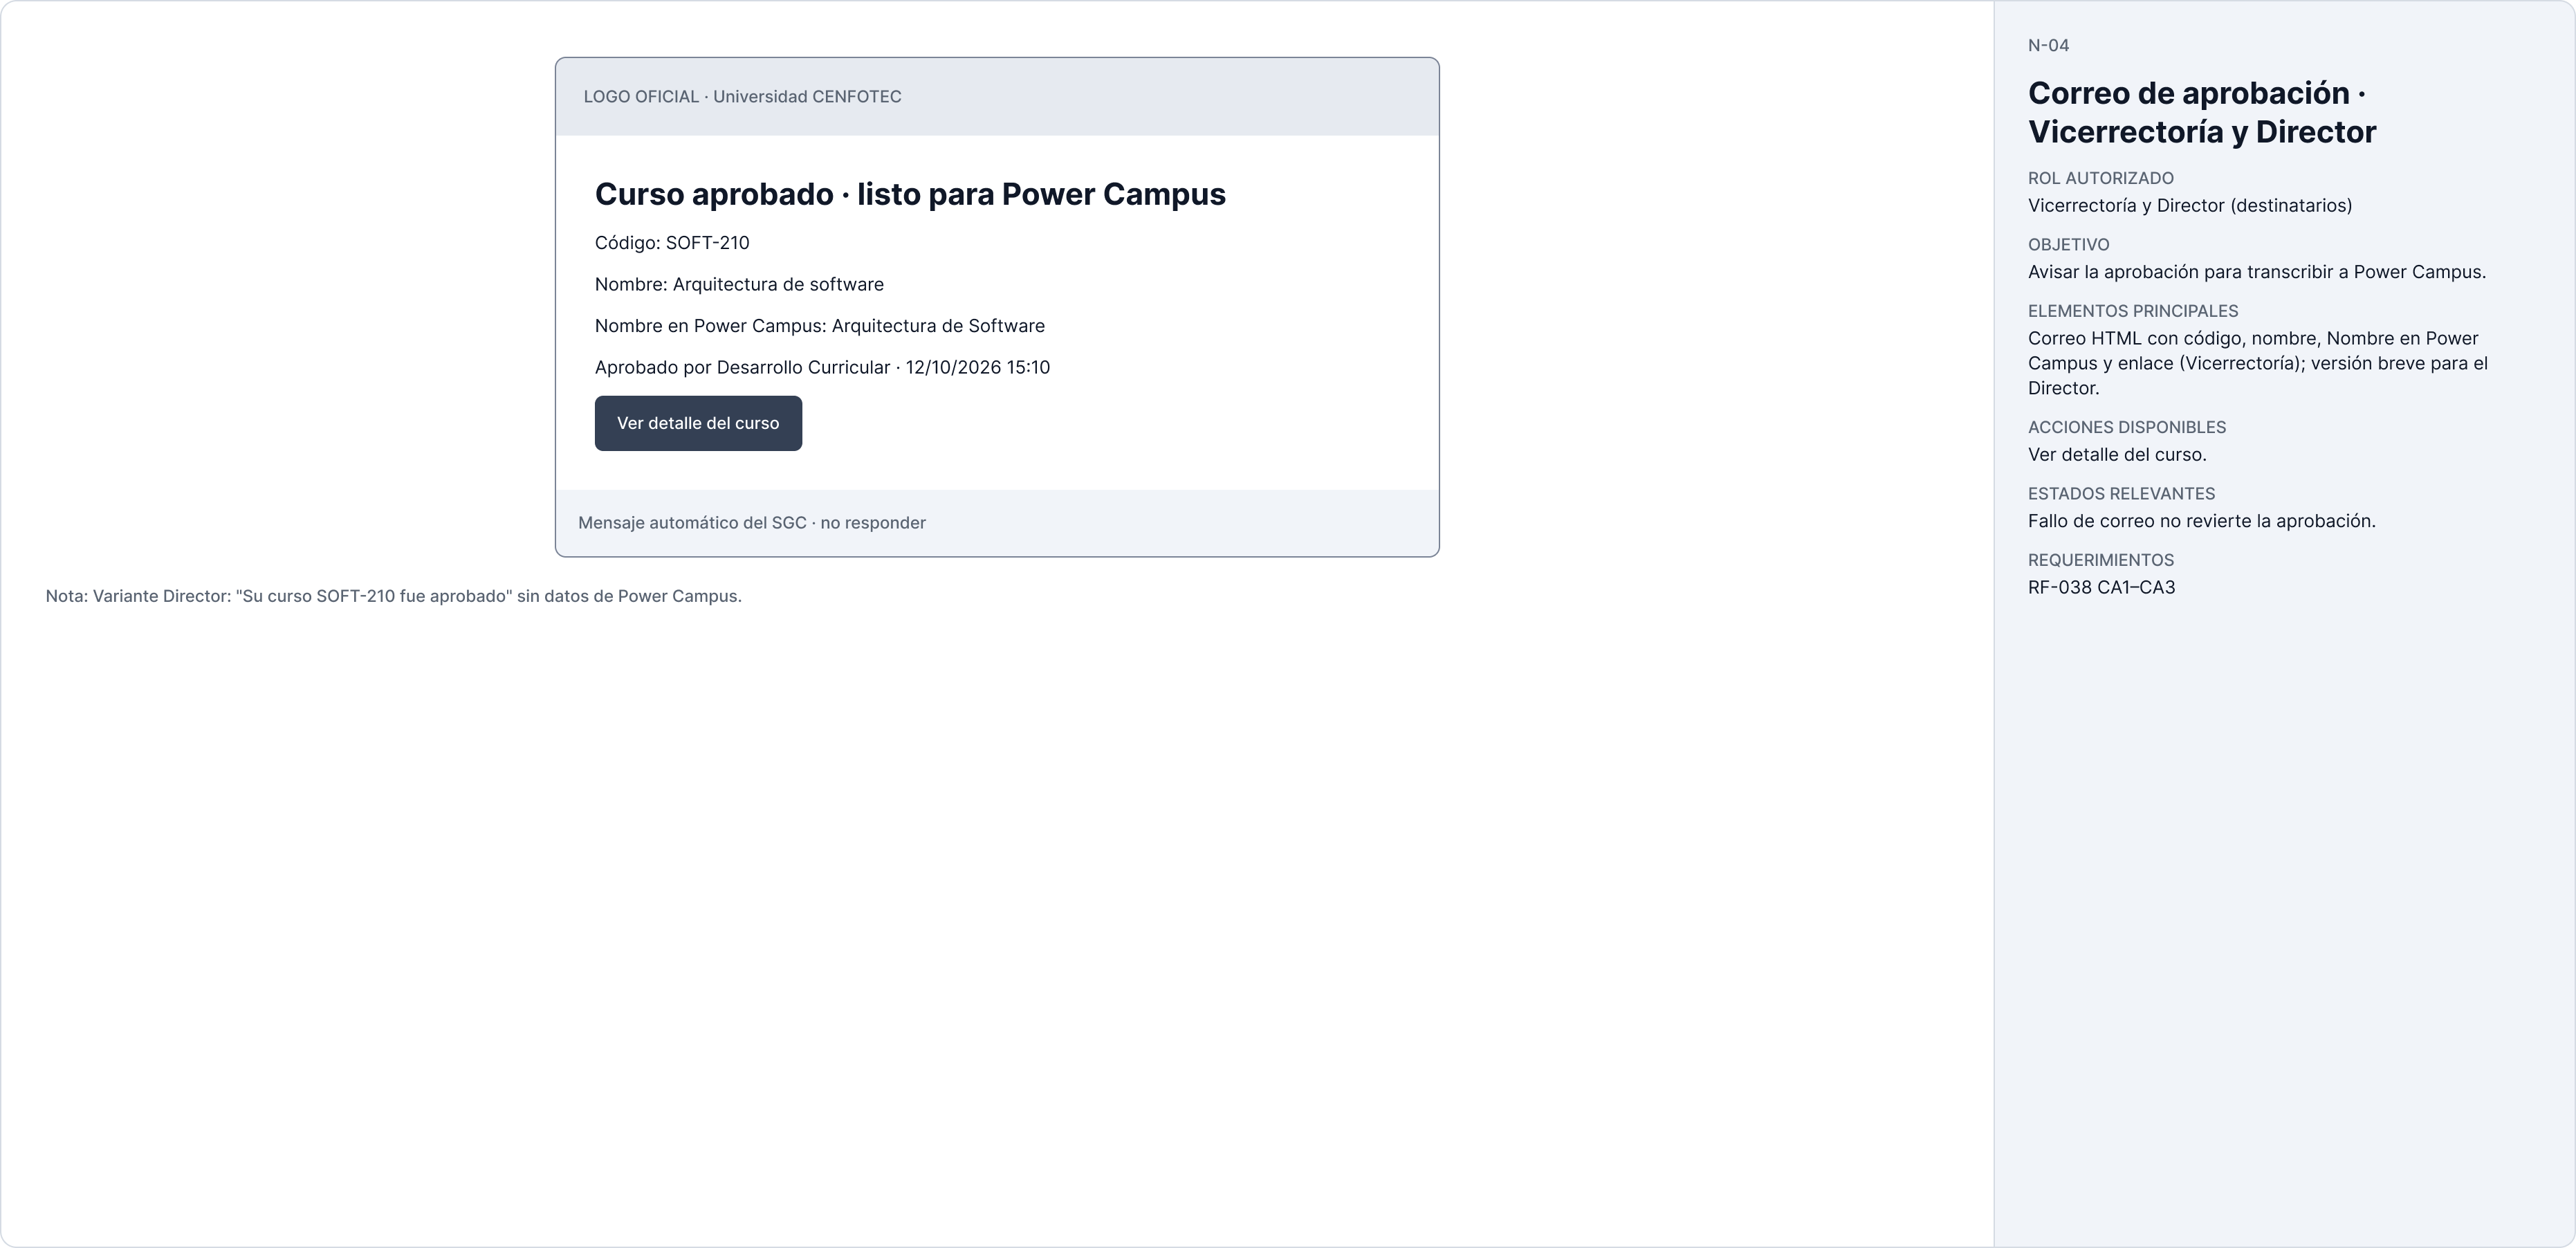 LOGO OFICIAL · Universidad CENFOTEC
Curso aprobado · listo para Power Campus
Código: SOFT-210
Nombre: Arquitectura de software
Nombre en Power Campus: Arquitectura de Software
Aprobado por Desarrollo Curricular · 12/10/2026 15:10
Ver detalle del curso
Mensaje automático del SGC · no responder
Nota: Variante Director: "Su curso SOFT-210 fue aprobado" sin datos de Power Campus.
N-04
Correo de aprobación ·
Vicerrectoría y Director
ROL AUTORIZADO
Vicerrectoría y Director (destinatarios)
OBJETIVO
Avisar la aprobación para transcribir a Power Campus.
ELEMENTOS PRINCIPALES
Correo HTML con código, nombre, Nombre en Power
Campus y enlace (Vicerrectoría); versión breve para el
Director.
ACCIONES DISPONIBLES
Ver detalle del curso.
ESTADOS RELEVANTES
Fallo de correo no revierte la aprobación.
REQUERIMIENTOS
RF-038 CA1–CA3